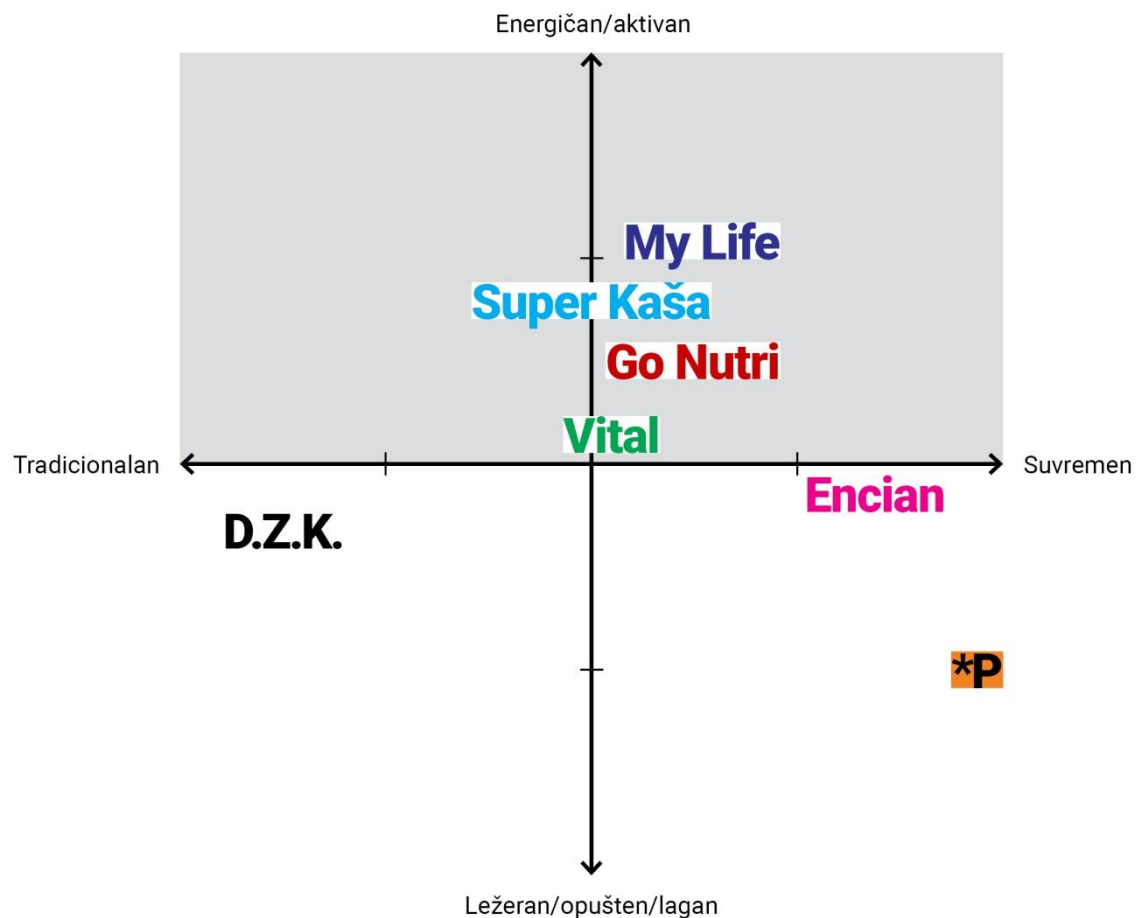 Energičan/aktivan
My Life
Super Kaša
Go Nutri
Vital
Tradicionalan
Suvremen
Encian
D.Z.K.
*P
Ležeran/opušten/lagan